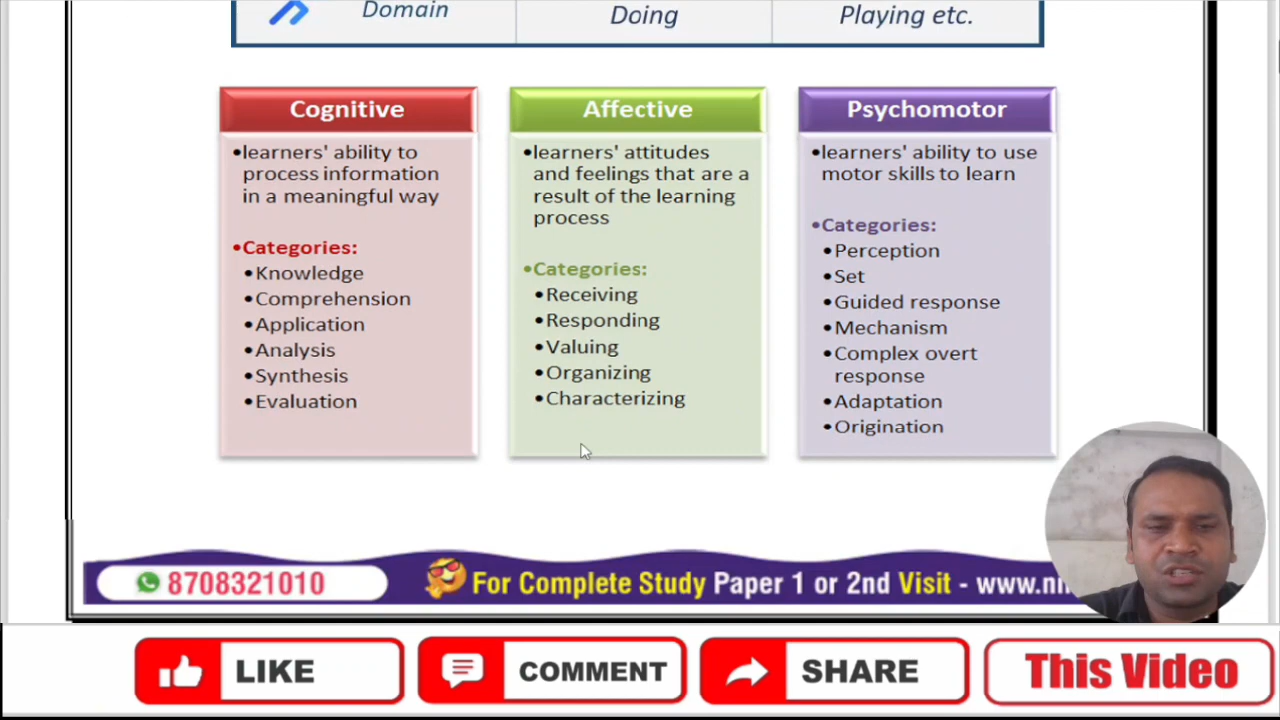 Domain
Doing
Playing etc.
Cognitive
•learners' ability to
process information
in a meaningful way
•Categories:
•Knowledge
•Comprehension
•Application
•Analysis
•Synthesis
•Evaluation
Affective
•learners' attitudes
and feelings that are a
result of the learning
process
•Categories:
•Receiving
•Responding
•Valuing
•Organizing
•Characterizing
Psychomotor
•learners' ability to use
motor skills to learn
•Categories:
•Perception
•Set
•Guided response
•Mechanism
•Complex overt
response
•Adaptation
•Origination
8708321010
For Complete Study Paper 1 or 2nd Visit - www.
LIKE
COMMENT
SHARE
This Video